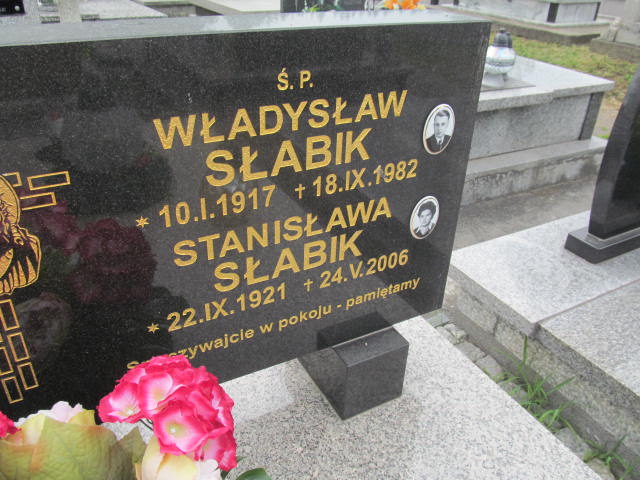 Ś. P.
WŁADYSŁAW
SŁABIK
* 10.I.1917 † 18.IX.1982
STANISŁAWA
SŁABIK
* 22.IX.1921 † 24.V.2006
w pokoju - pamiętamy